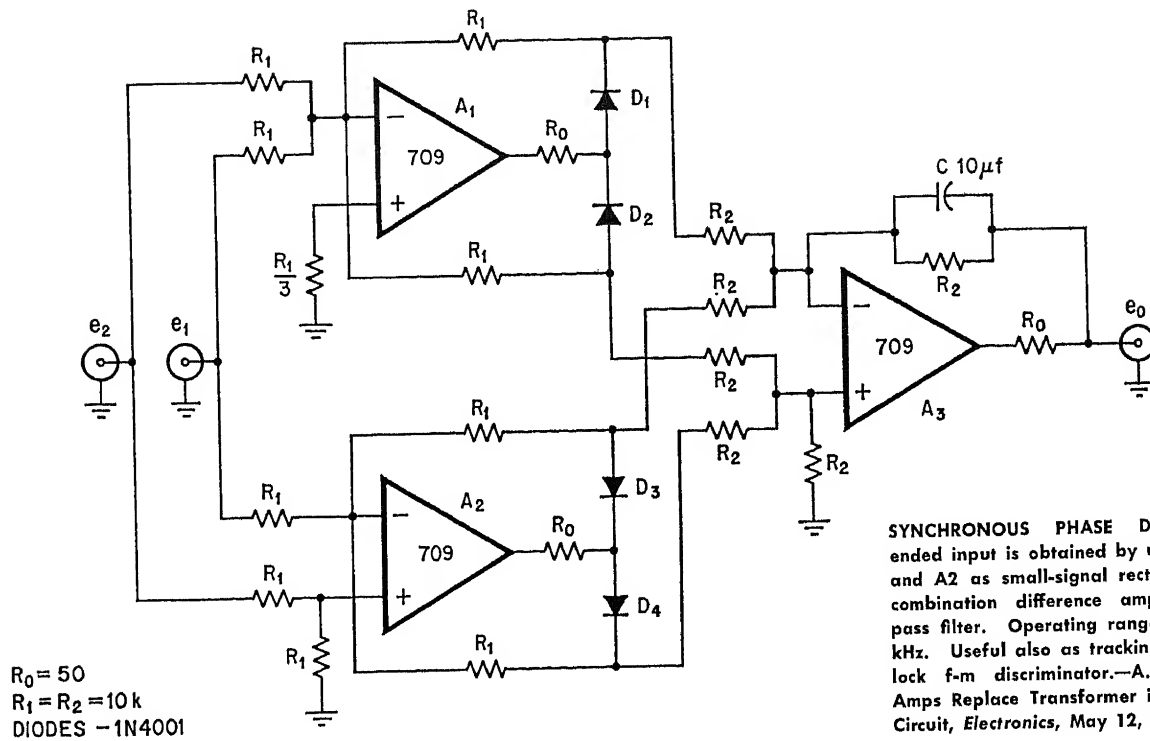 R1
R1
D1
R1
A1
−
709
+
R0
D2
C 10µf
R2
R2
R1
3
R1
R2
e2
e1
−
709
+
A3
R0
e0
R2
R1
R2
R2
D3
R1
A2
−
709
+
R0
R1
D4
R1
R1
SYNCHRONOUS PHASE D
ended input is obtained by u
and A2 as small-signal rect
combination difference amp
pass filter. Operating range
kHz. Useful also as trackin
lock f-m discriminator.—A.
Amps Replace Transformer i
Circuit, Electronics, May 12,
R0 = 50
R1 = R2 = 10 k
DIODES – 1N4001